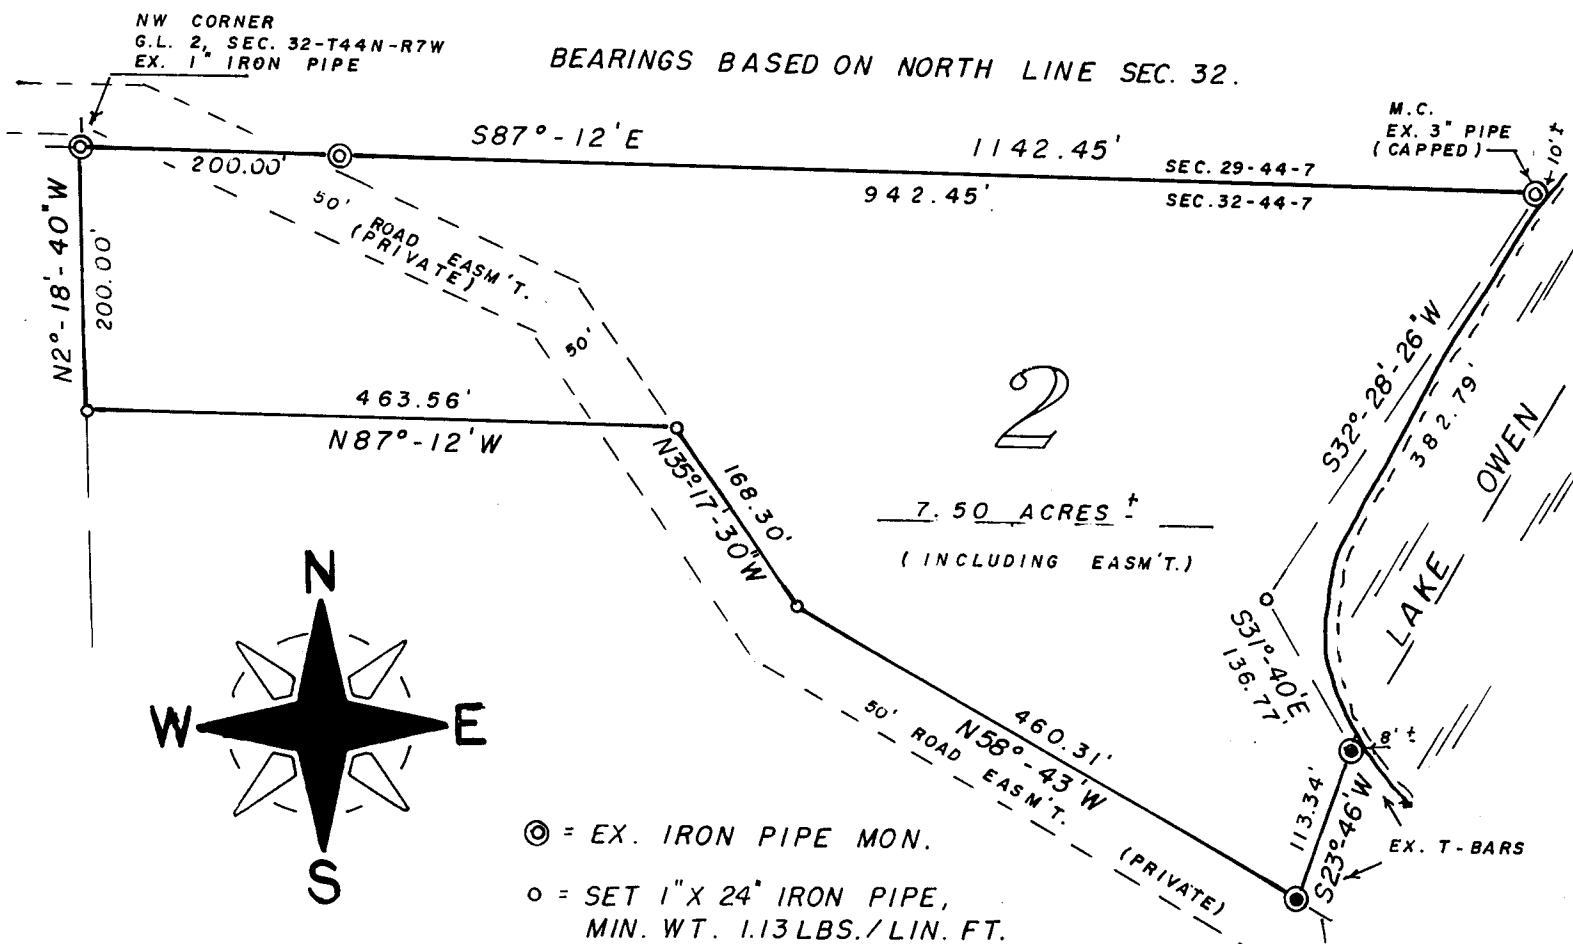 NW CORNER
G.L. 2, SEC. 32-T44N-R7W
EX. 1" IRON PIPE
BEARINGS BASED ON NORTH LINE SEC. 32.
M.C.
EX. 3" PIPE
(CAPPED)
10'±
S87°-12'E
1142.45'
200.00'
942.45'
SEC. 29-44-7
SEC. 32-44-7
N2°-18'-40"W
200.00'
50' ROAD EASM'T.
(PRIVATE)
50'
463.56'
N87°-12'W
N35°-17'-30"W
168.30'
2
7.50 ACRES ±
(INCLUDING EASM'T.)
S32°-28'-26"W
382.79'
LAKE OWEN
S31°-40'E
136.77'
8'±
460.31'
N58°-43'W
50' ROAD EASM'T.
(PRIVATE)
113.34'
S23°-46'W
EX. T-BARS
N
W
E
S
= EX. IRON PIPE MON.
= SET 1" X 24" IRON PIPE,
MIN. WT. 1.13 LBS./LIN. FT.